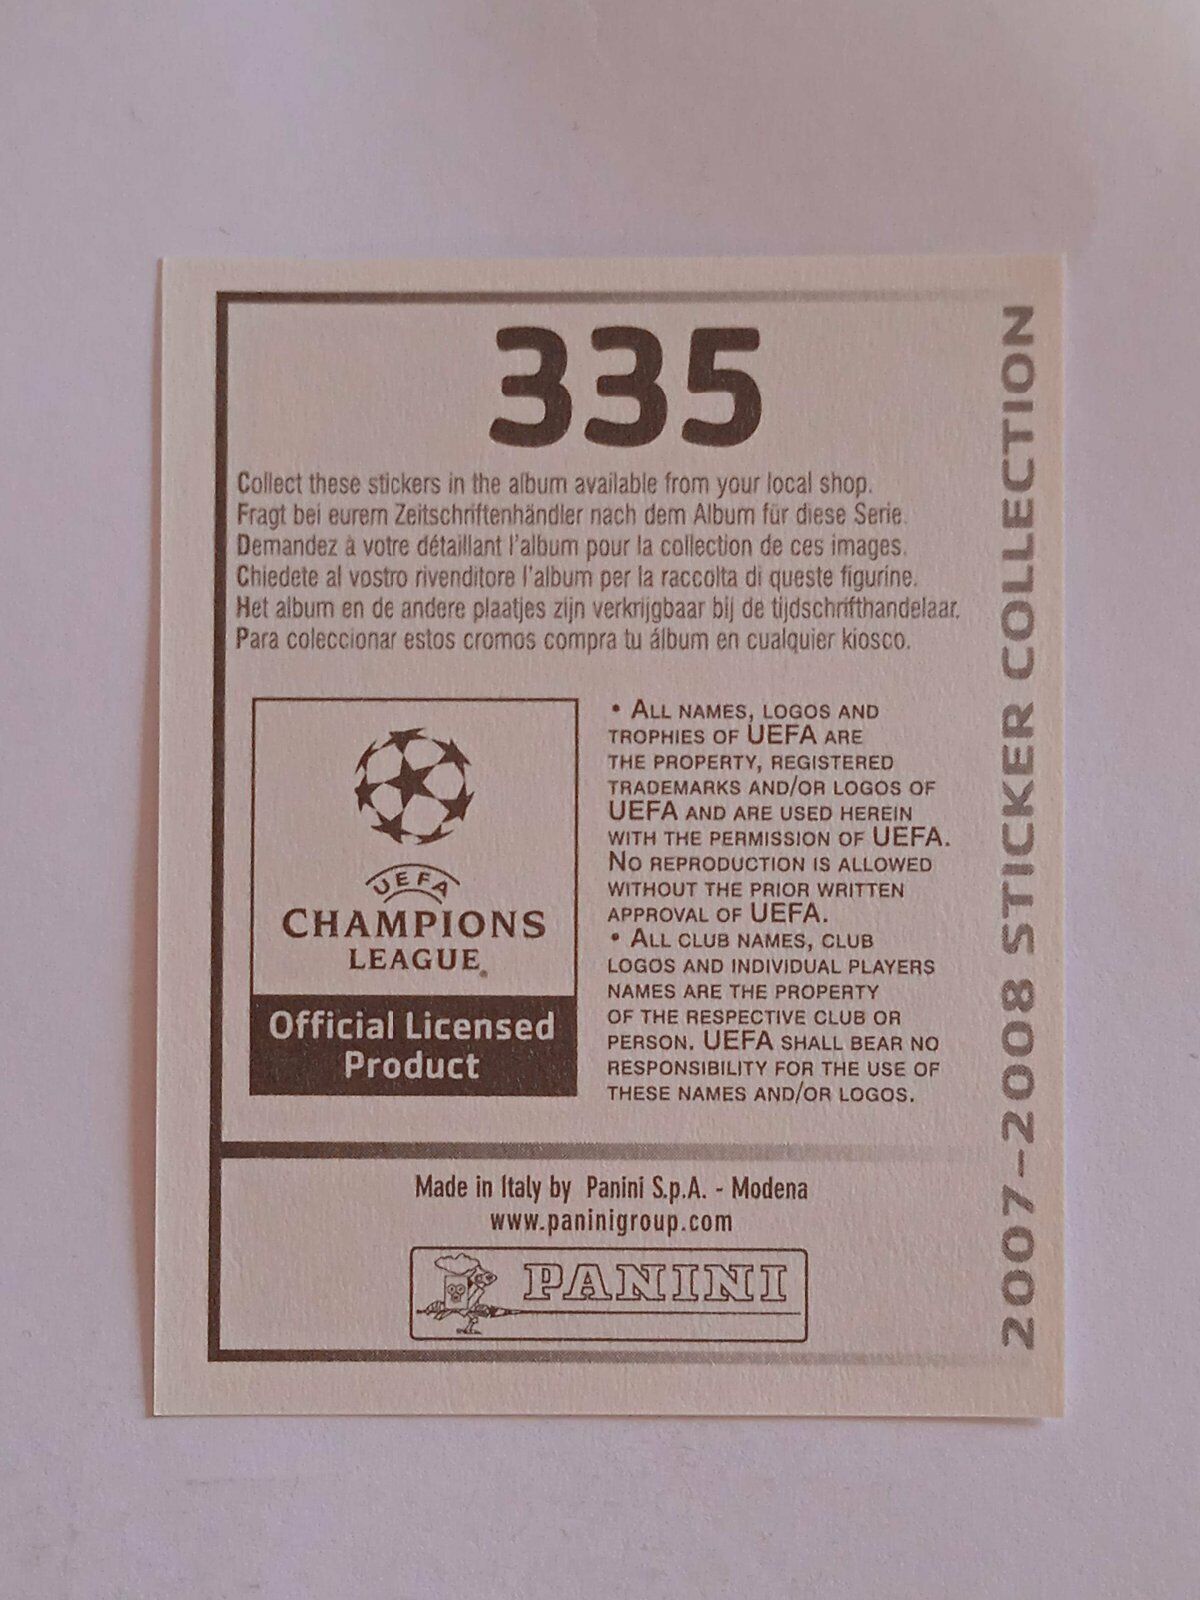 335
Collect these stickers in the album available from your local shop.
Fragt bei eurem Zeitschriftenhändler nach dem Album für diese Serie.
Demandez à votre détaillant l'album pour la collection de ces images.
Chiedete al vostro rivenditore l'album per la raccolta di queste figurine.
Het album en de andere plaatjes zijn verkrijgbaar bij de tijdschrifthandelaar.
Para coleccionar estos cromos compra tu álbum en cualquier kiosco.
UEFA
CHAMPIONS
LEAGUE
Official Licensed
Product
• ALL NAMES, LOGOS AND
TROPHIES OF UEFA ARE
THE PROPERTY, REGISTERED
TRADEMARKS AND/OR LOGOS OF
UEFA AND ARE USED HEREIN
WITH THE PERMISSION OF UEFA.
NO REPRODUCTION IS ALLOWED
WITHOUT THE PRIOR WRITTEN
APPROVAL OF UEFA.
• ALL CLUB NAMES, CLUB
LOGOS AND INDIVIDUAL PLAYERS
NAMES ARE THE PROPERTY
OF THE RESPECTIVE CLUB OR
PERSON. UEFA SHALL BEAR NO
RESPONSIBILITY FOR THE USE OF
THESE NAMES AND/OR LOGOS.
Made in Italy by Panini S.p.A. - Modena
www.paninigroup.com
PANINI
2007-2008 STICKER COLLECTION